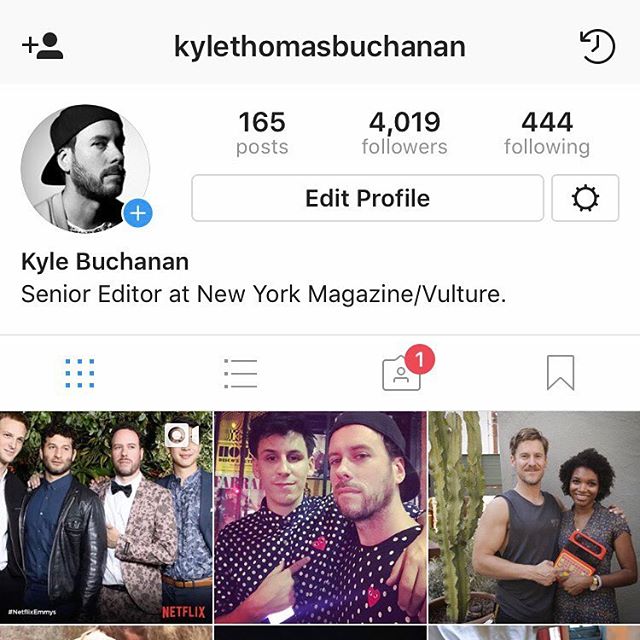 kylethomasbuchanan
165 4,019 444
posts followers following
Edit Profile
Kyle Buchanan
Senior Editor at New York Magazine/Vulture.
1
#NetflixEmmys
NETFLIX